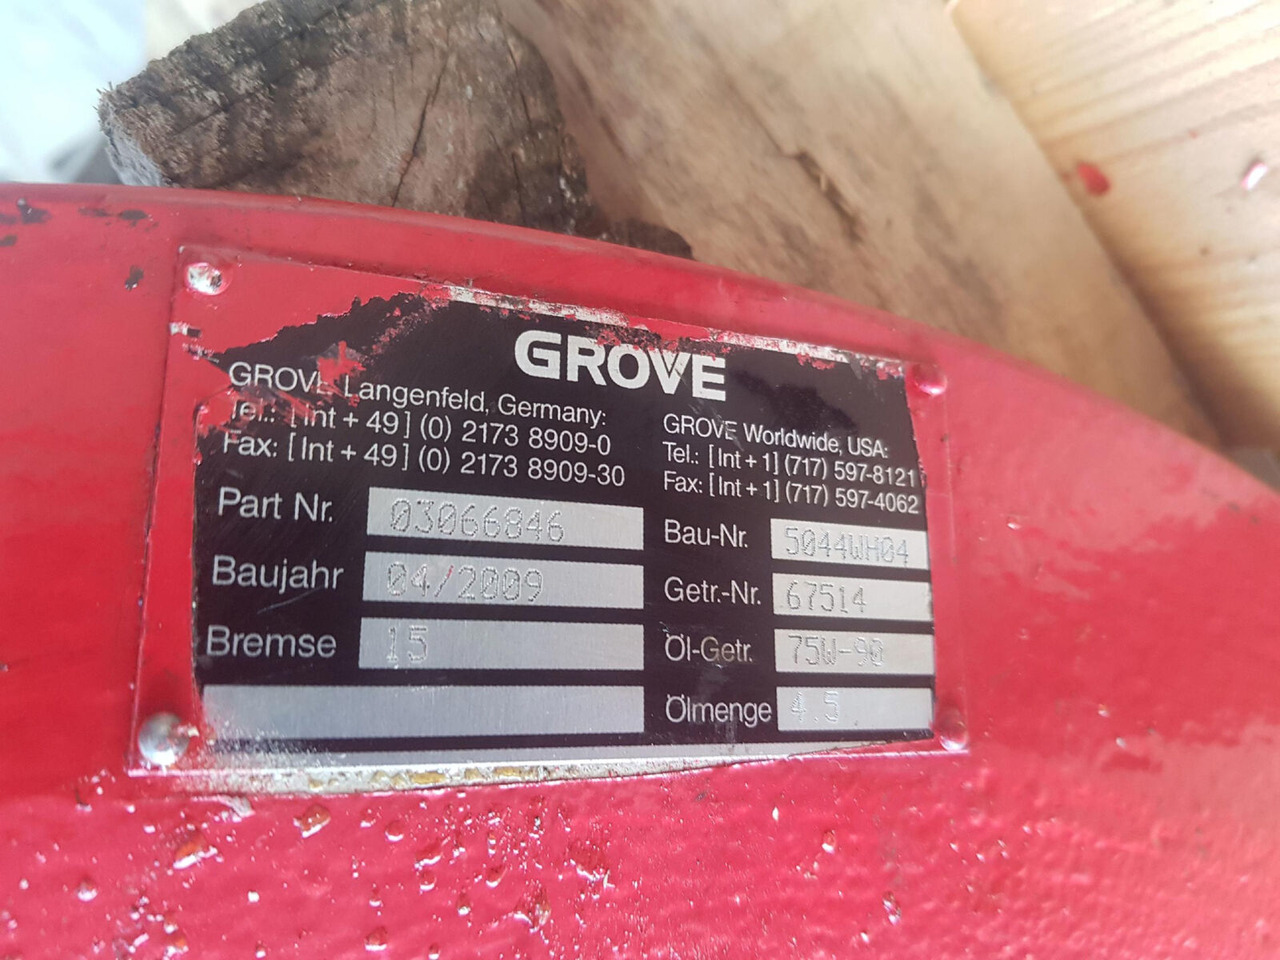 GROVE
GROVE Langenfeld, Germany:
Tel.: [Int + 49] (0) 2173 8909-0
Fax: [Int + 49] (0) 2173 8909-30
GROVE Worldwide, USA:
Tel.: [Int + 1] (717) 597-8121
Fax: [Int + 1] (717) 597-4062
Part Nr. 03066846
Baujahr 04/2009
Bremse 15
Bau-Nr. 5044WH04
Getr.-Nr. 67514
Öl-Getr. 75W-90
Ölmenge 4.5